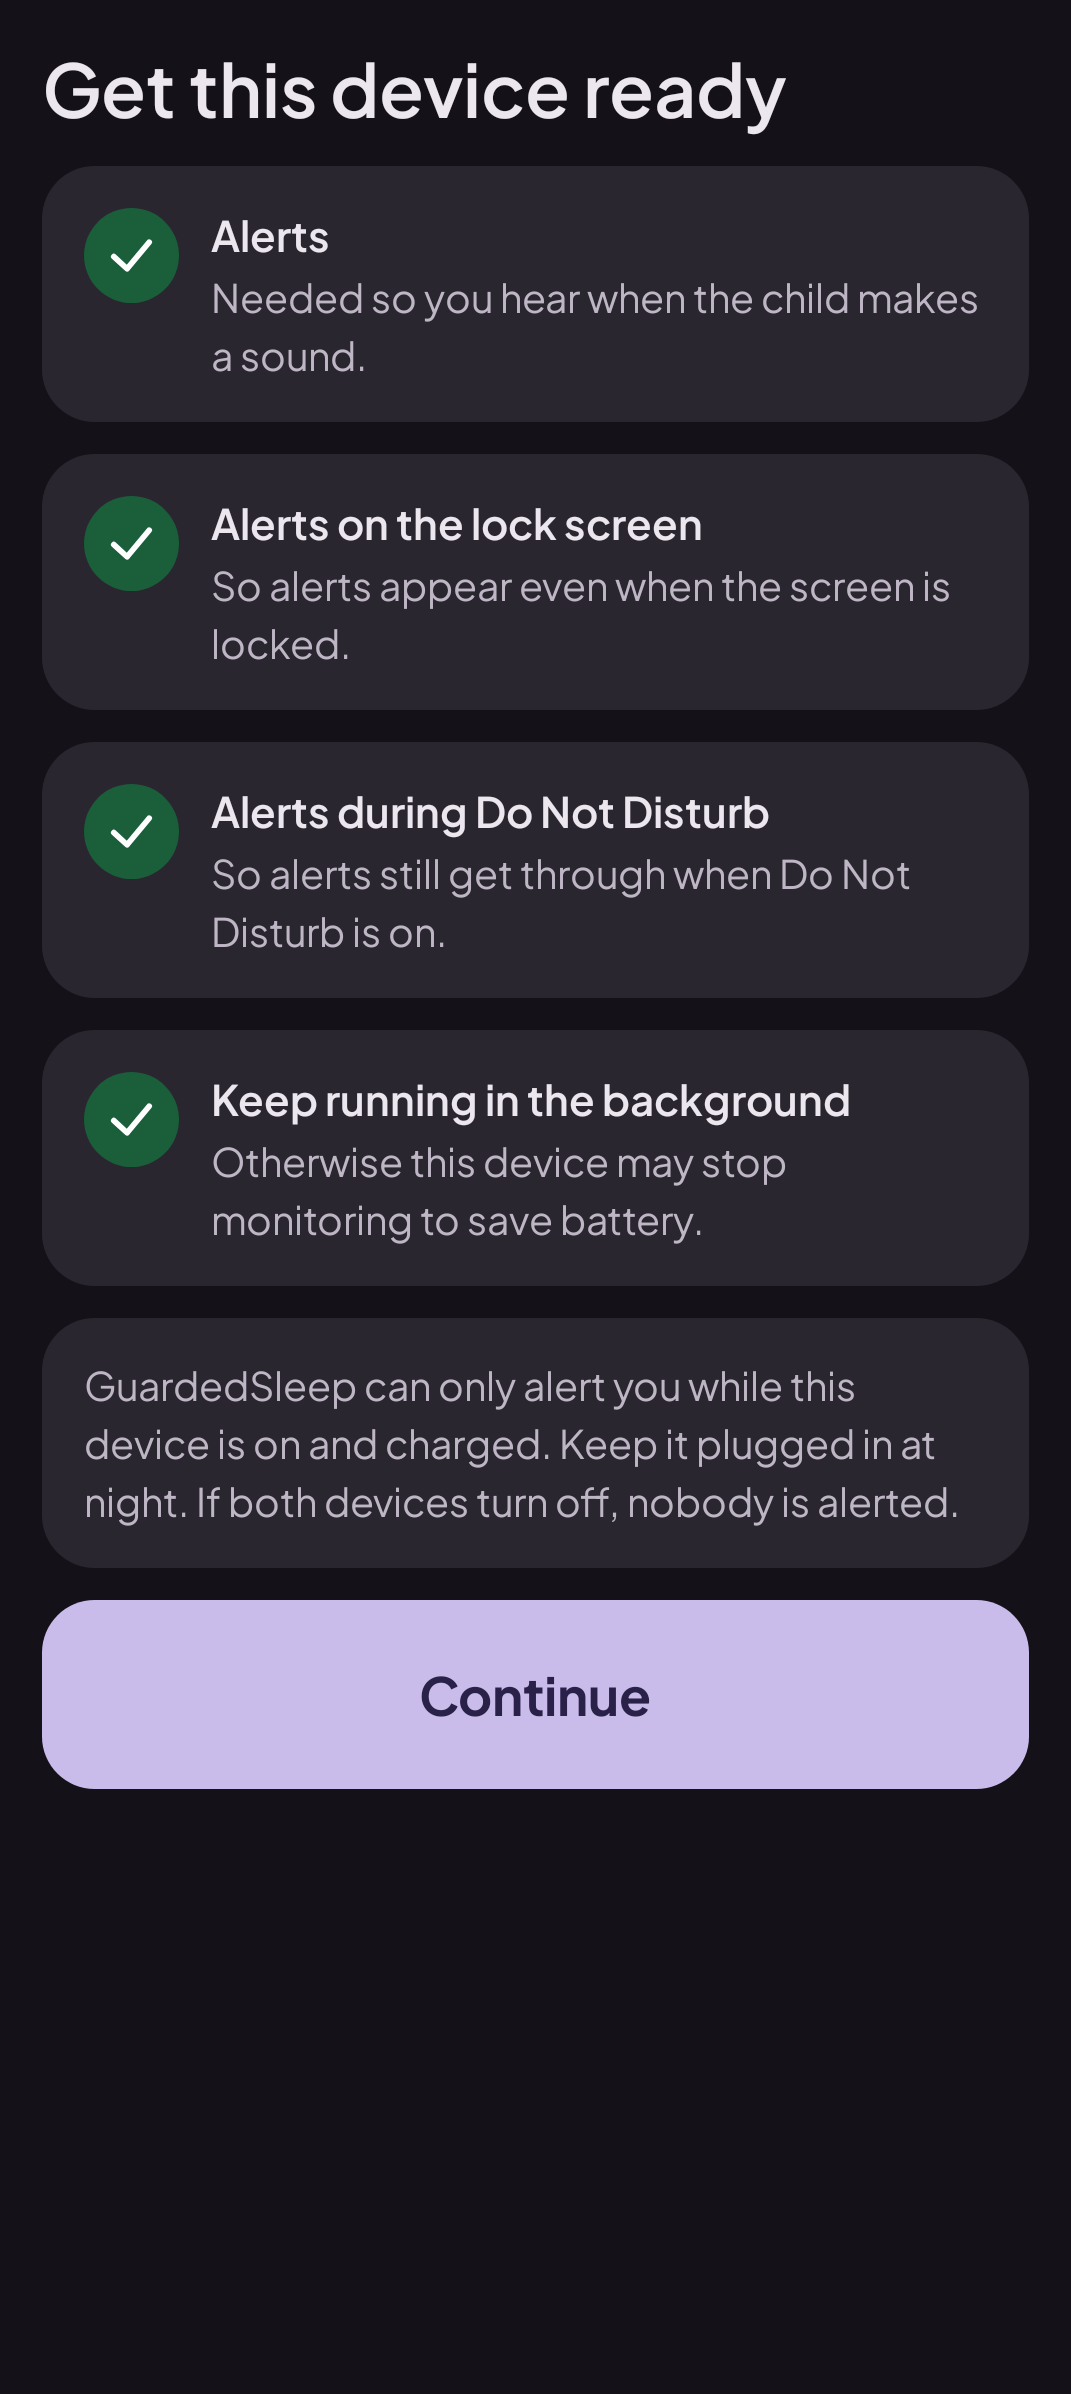 Get this device ready
Alerts
Needed so you hear when the child makes
a sound.
Alerts on the lock screen
So alerts appear even when the screen is
locked.
Alerts during Do Not Disturb
So alerts still get through when Do Not
Disturb is on.
Keep running in the background
Otherwise this device may stop
monitoring to save battery.
GuardedSleep can only alert you while this
device is on and charged. Keep it plugged in at
night. If both devices turn off, nobody is alerted.
Continue